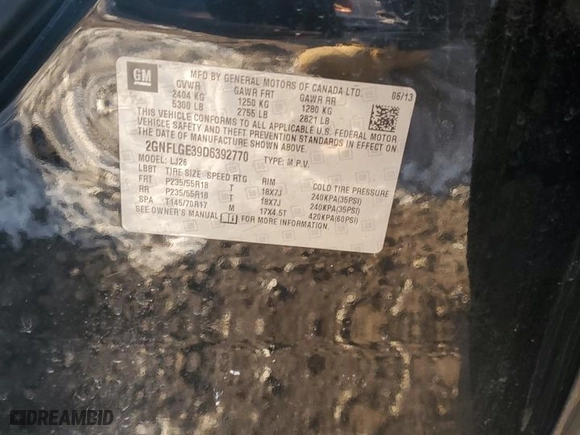 GM
MFD BY GENERAL MOTORS OF CANADA LTD.
GVWR GAWR FRT GAWR RR 06/13
2404 KG 1250 KG 1280 KG
5300 LB 2755 LB 2821 LB
THIS VEHICLE CONFORMS TO ALL APPLICABLE U.S. FEDERAL MOTOR
VEHICLE SAFETY AND THEFT PREVENTION STANDARDS IN EFFECT ON
THE DATE OF MANUFACTURE SHOWN ABOVE.
2GNFLGE39D6392770 TYPE: M.P.V.
MODEL: LJ26
LBBT TIRE SIZE SPEED RTG RIM COLD TIRE PRESSURE
FRT P235/55R18 T 18X7J 240KPA(35PSI)
RR P235/55R18 T 18X7J 240KPA(35PSI)
SPA T145/70R17 M 17X4.5T 420KPA(60PSI)
SEE OWNER'S MANUAL FOR MORE INFORMATION.
DREAMBID